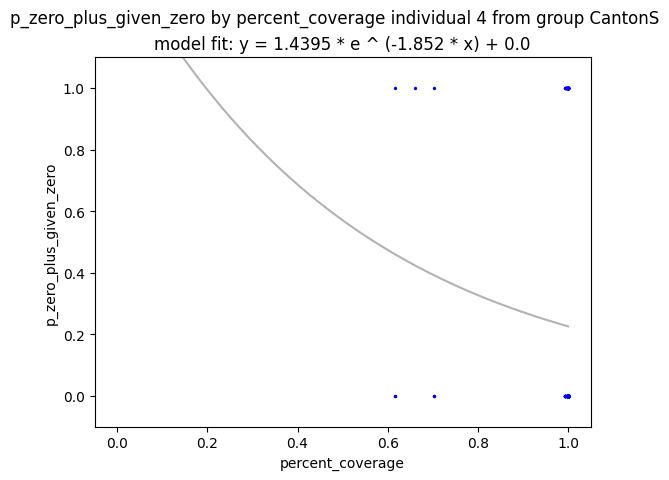 p_zero_plus_given_zero by percent_coverage individual 4 from group CantonS
model fit: y = 1.4395 * e ^ (-1.852 * x) + 0.0
1.0
0.8
0.6
0.4
0.2
0.0
p_zero_plus_given_zero
0.0 0.2 0.4 0.6 0.8 1.0
percent_coverage